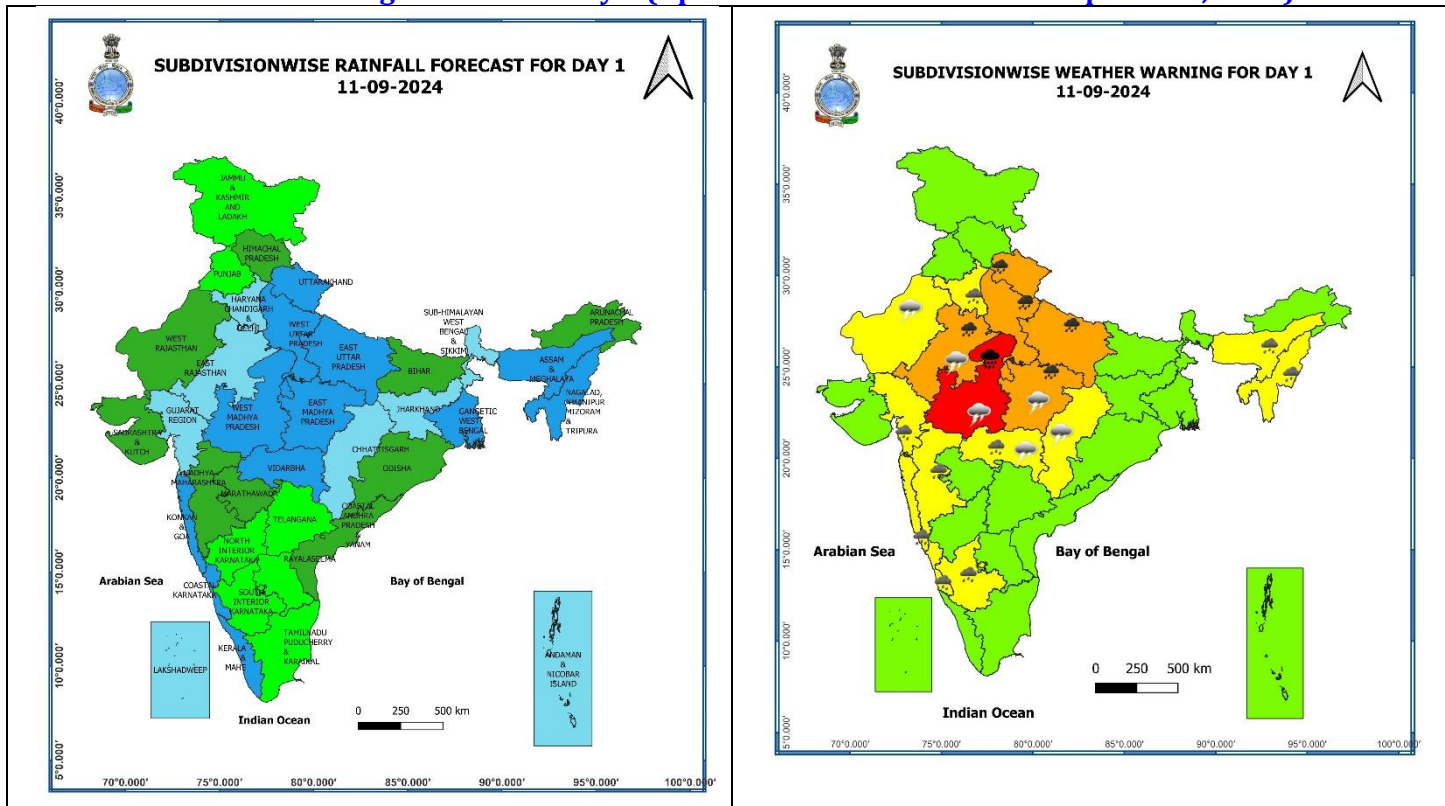 SUBDIVISIONWISE RAINFALL FORECAST FOR DAY 1
11-09-2024
40°0.000'
35°0.000'
30°0.000'
25°0.000'
20°0.000'
15°0.000'
10°0.000'
5°0.000'
JAMMU
&
KASHMIR
AND
LADAKH
HIMACHAL
PRADESH
PUNJAB
UTTARAKHAND
HARYANA
CHANDIGARH
&
DELHI
SUB-HIMALAYAN
WEST
BENGAL
&
SIKKIM
ARUNACHAL
PRADESH
WEST
RAJASTHAN
WEST
UTTAR
PRADESH
EAST
UTTAR
PRADESH
EAST
RAJASTHAN
BIHAR
ASSAM
&
MEGHALAYA
NAGALAD,
MANIPUR
MIZORAM
&
TRIPURA
GUJARAT
REGION
WEST
MADHYA
PRADESH
EAST
MADHYA
PRADESH
JHARKHAND
GANGETIC
WEST
BENGAL
SAURASHTRA
&
KUTCH
CHHATTISGARH
VIDARBHA
ODISHA
MADHYA
MAHARASHTRA
MARATHAWADA
KONKAN
&
GOA
TELANGANA
COASTAL
ANDHRA
PRADESH
YANAM
NORTH
INTERIOR
KARNATAKA
RAYALASEEMA
Arabian Sea
Bay of Bengal
COASTAL
KARNATAKA
SOUTH
INTERIOR
KARNATAKA
TAMILNADU
PUDUCHERRY
&
KARAIKAL
KERALA
&
MAHE
LAKSHADWEEP
ANDAMAN
&
NICOBAR
ISLAND
Indian Ocean
0 250 500 km
70°0.000' 75°0.000' 80°0.000' 85°0.000' 90°0.000' 95°0.000' 100°0.000'
SUBDIVISIONWISE WEATHER WARNING FOR DAY 1
11-09-2024
40°0.000'
35°0.000'
30°0.000'
25°0.000'
20°0.000'
15°0.000'
10°0.000'
5°0.000'
Arabian Sea
Bay of Bengal
0 250 500 km
Indian Ocean
70°0.000' 75°0.000' 80°0.000' 85°0.000' 90°0.000' 95°0.000' 100°0.000'